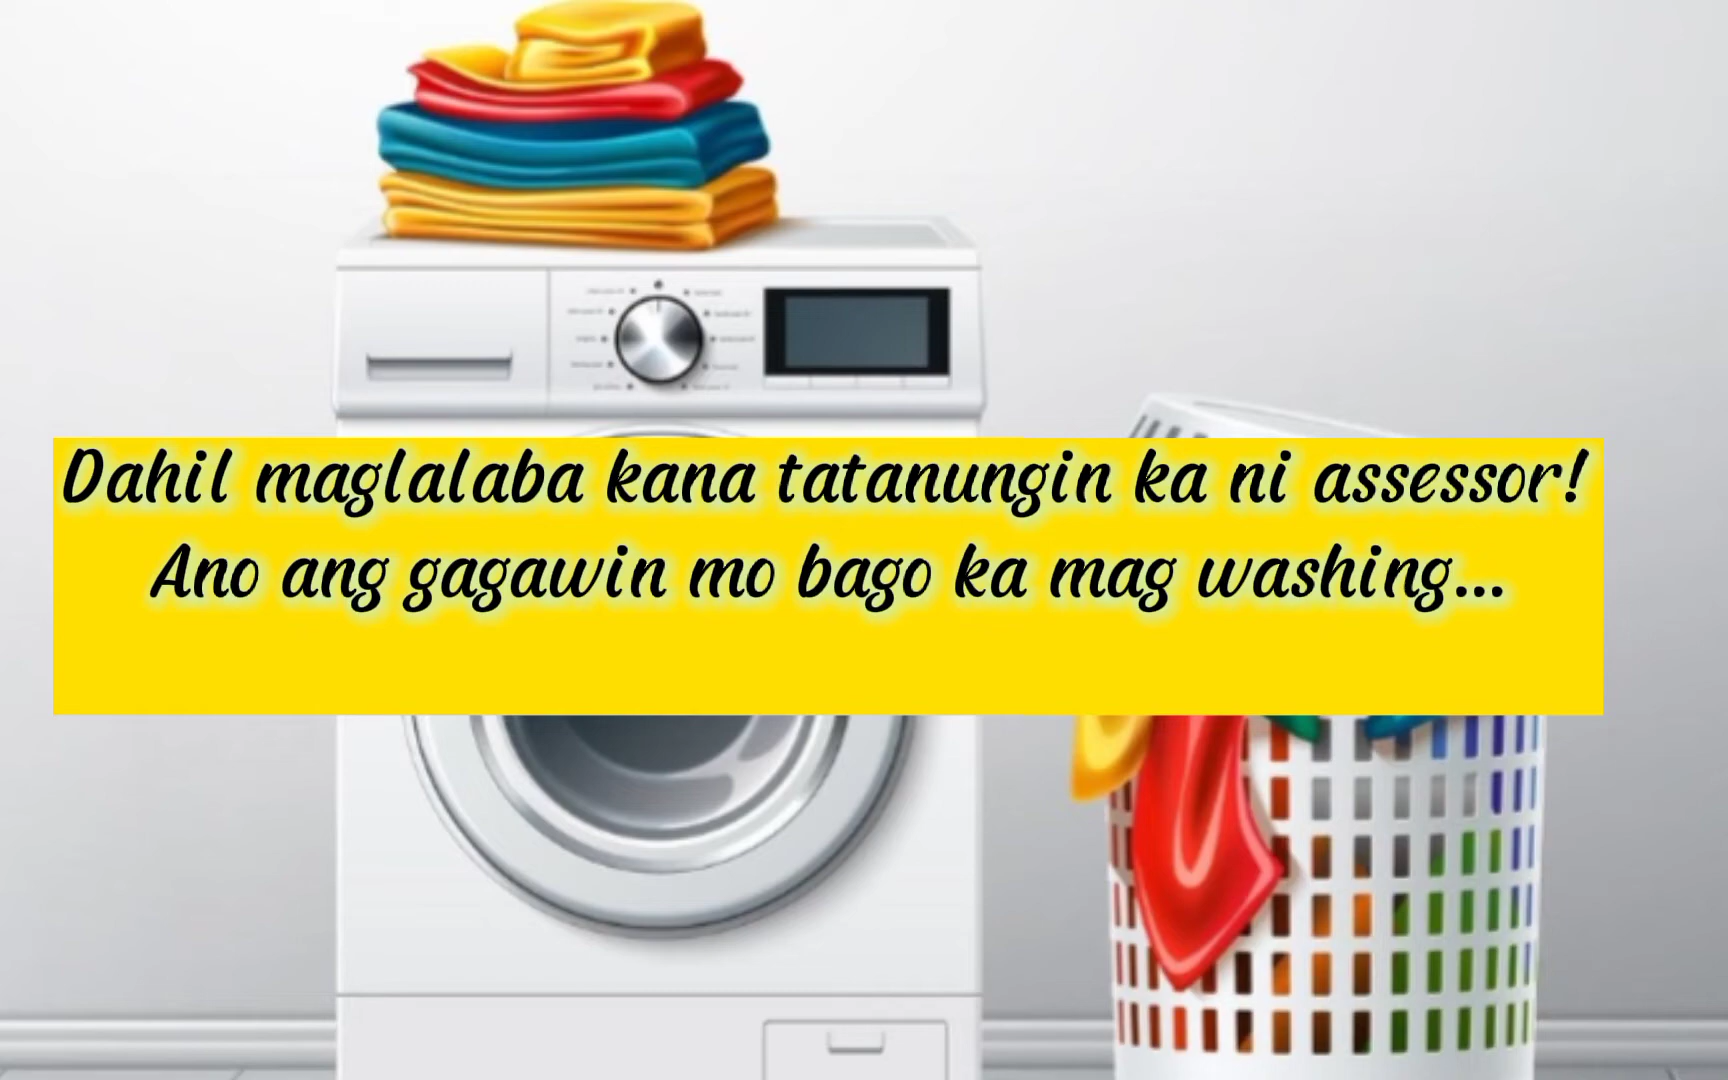 Dahil maglalaba kana tatanungin ka ni assessor!
Ano ang gagawin mo bago ka mag washing...